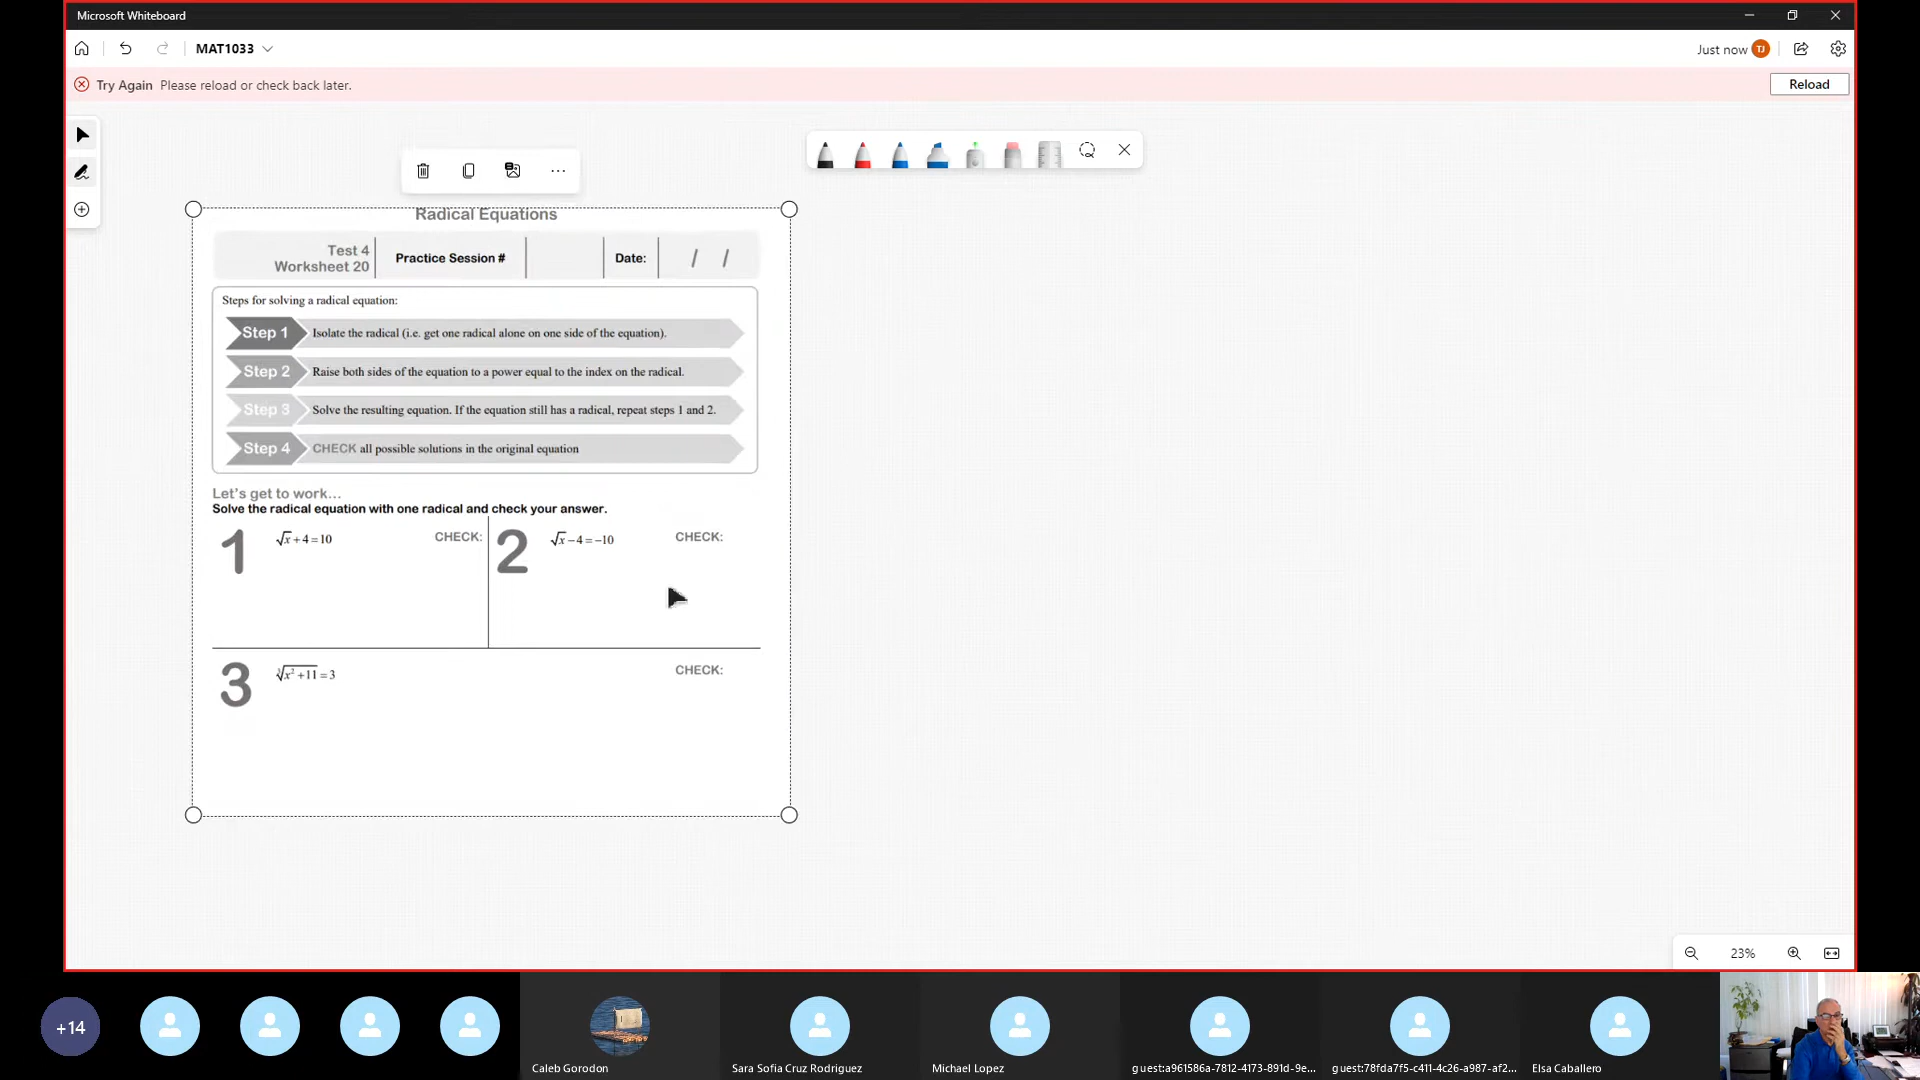 Microsoft Whiteboard
MAT1033
Just now TJ
Try Again Please reload or check back later.
Reload
Radical Equations
Test 4
Worksheet 20
Practice Session #
Date: / /
Steps for solving a radical equation:
Step 1 Isolate the radical (i.e. get one radical alone on one side of the equation).
Step 2 Raise both sides of the equation to a power equal to the index on the radical.
Step 3 Solve the resulting equation. If the equation still has a radical, repeat steps 1 and 2.
Step 4 CHECK all possible solutions in the original equation
Let's get to work...
Solve the radical equation with one radical and check your answer.
1 √x + 4 = 10 CHECK:
2 √x − 4 = −10 CHECK:
3 ∛(x² + 11) = 3 CHECK:
23%
+14
Caleb Gorodon
Sara Sofia Cruz Rodriguez
Michael Lopez
guest:a961586a-7812-4173-891d-9e...
guest:78fda7f5-c411-4c26-a987-af2...
Elsa Caballero